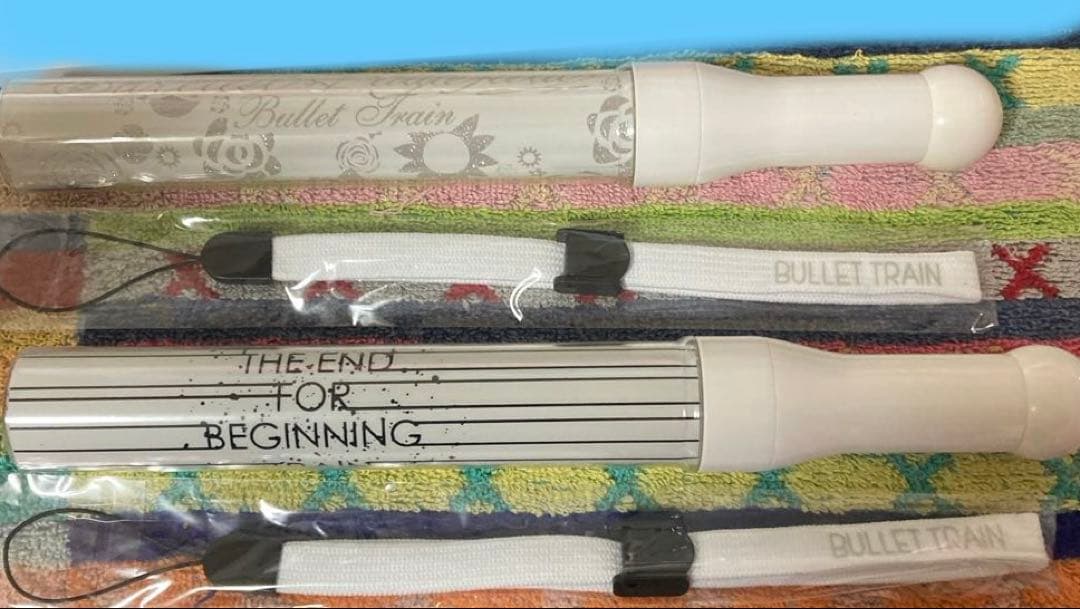 Bullet Train
BULLET TRAIN
THE END
FOR
BEGINNING
BULLET TRAIN